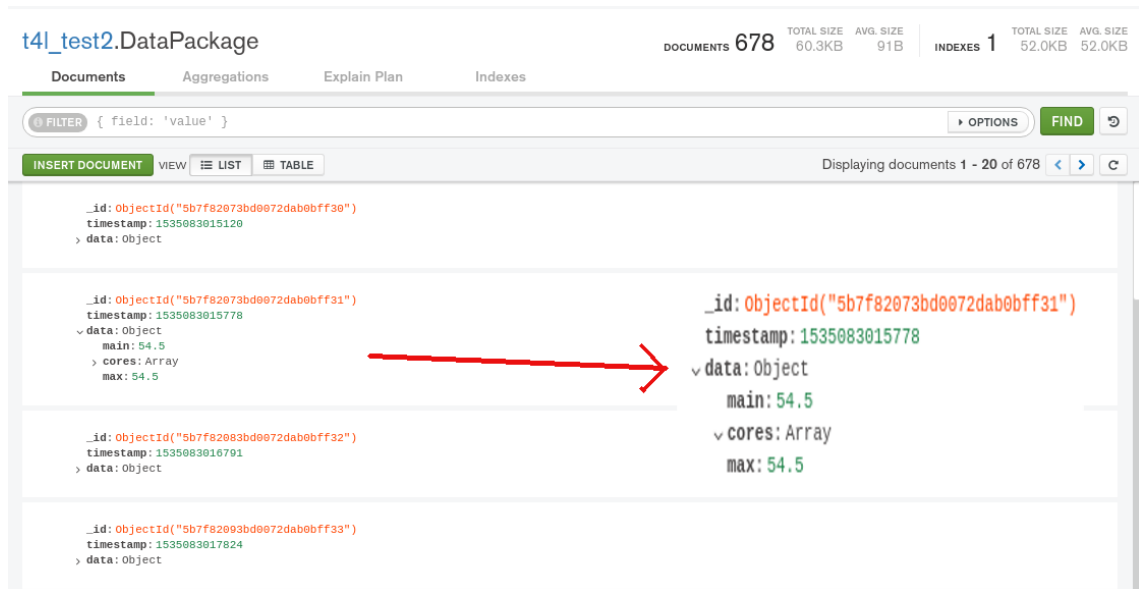 t4l_test2.DataPackage
DOCUMENTS 678 TOTAL SIZE 60.3KB AVG. SIZE 91B INDEXES 1 TOTAL SIZE 52.0KB AVG. SIZE 52.0KB
Documents Aggregations Explain Plan Indexes
FILTER { field: 'value' } OPTIONS FIND
INSERT DOCUMENT VIEW LIST TABLE Displaying documents 1 - 20 of 678
_id: ObjectId("5b7f82073bd0072dab0bff30")
timestamp: 1535083015120
data: Object
_id: ObjectId("5b7f82073bd0072dab0bff31")
timestamp: 1535083015778
data: Object
main: 54.5
cores: Array
max: 54.5
_id: ObjectId("5b7f82073bd0072dab0bff31")
timestamp: 1535083015778
data: Object
main: 54.5
cores: Array
max: 54.5
_id: ObjectId("5b7f82083bd0072dab0bff32")
timestamp: 1535083016791
data: Object
_id: ObjectId("5b7f82093bd0072dab0bff33")
timestamp: 1535083017824
data: Object